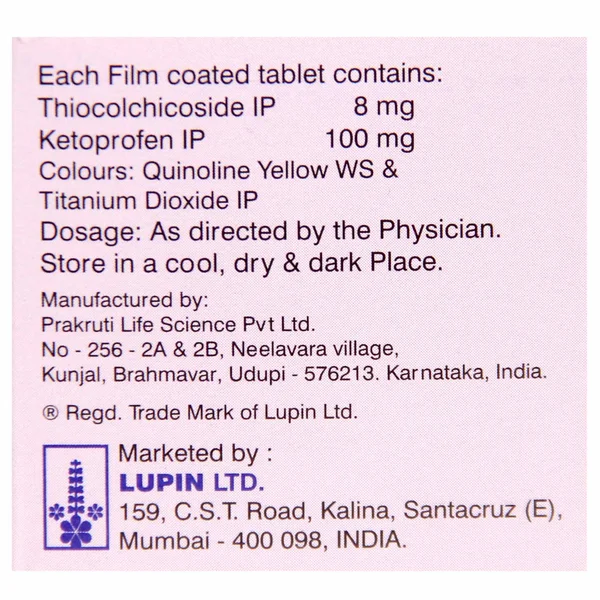 Each Film coated tablet contains:
Thiocolchicoside IP 8 mg
Ketoprofen IP 100 mg
Colours: Quinoline Yellow WS &
Titanium Dioxide IP
Dosage: As directed by the Physician.
Store in a cool, dry & dark Place.
Manufactured by:
Prakruti Life Science Pvt Ltd.
No - 256 - 2A & 2B, Neelavara village,
Kunjal, Brahmavar, Udupi - 576213. Karnataka, India.
® Regd. Trade Mark of Lupin Ltd.
Marketed by :
LUPIN LTD.
159, C.S.T. Road, Kalina, Santacruz (E),
Mumbai - 400 098, INDIA.